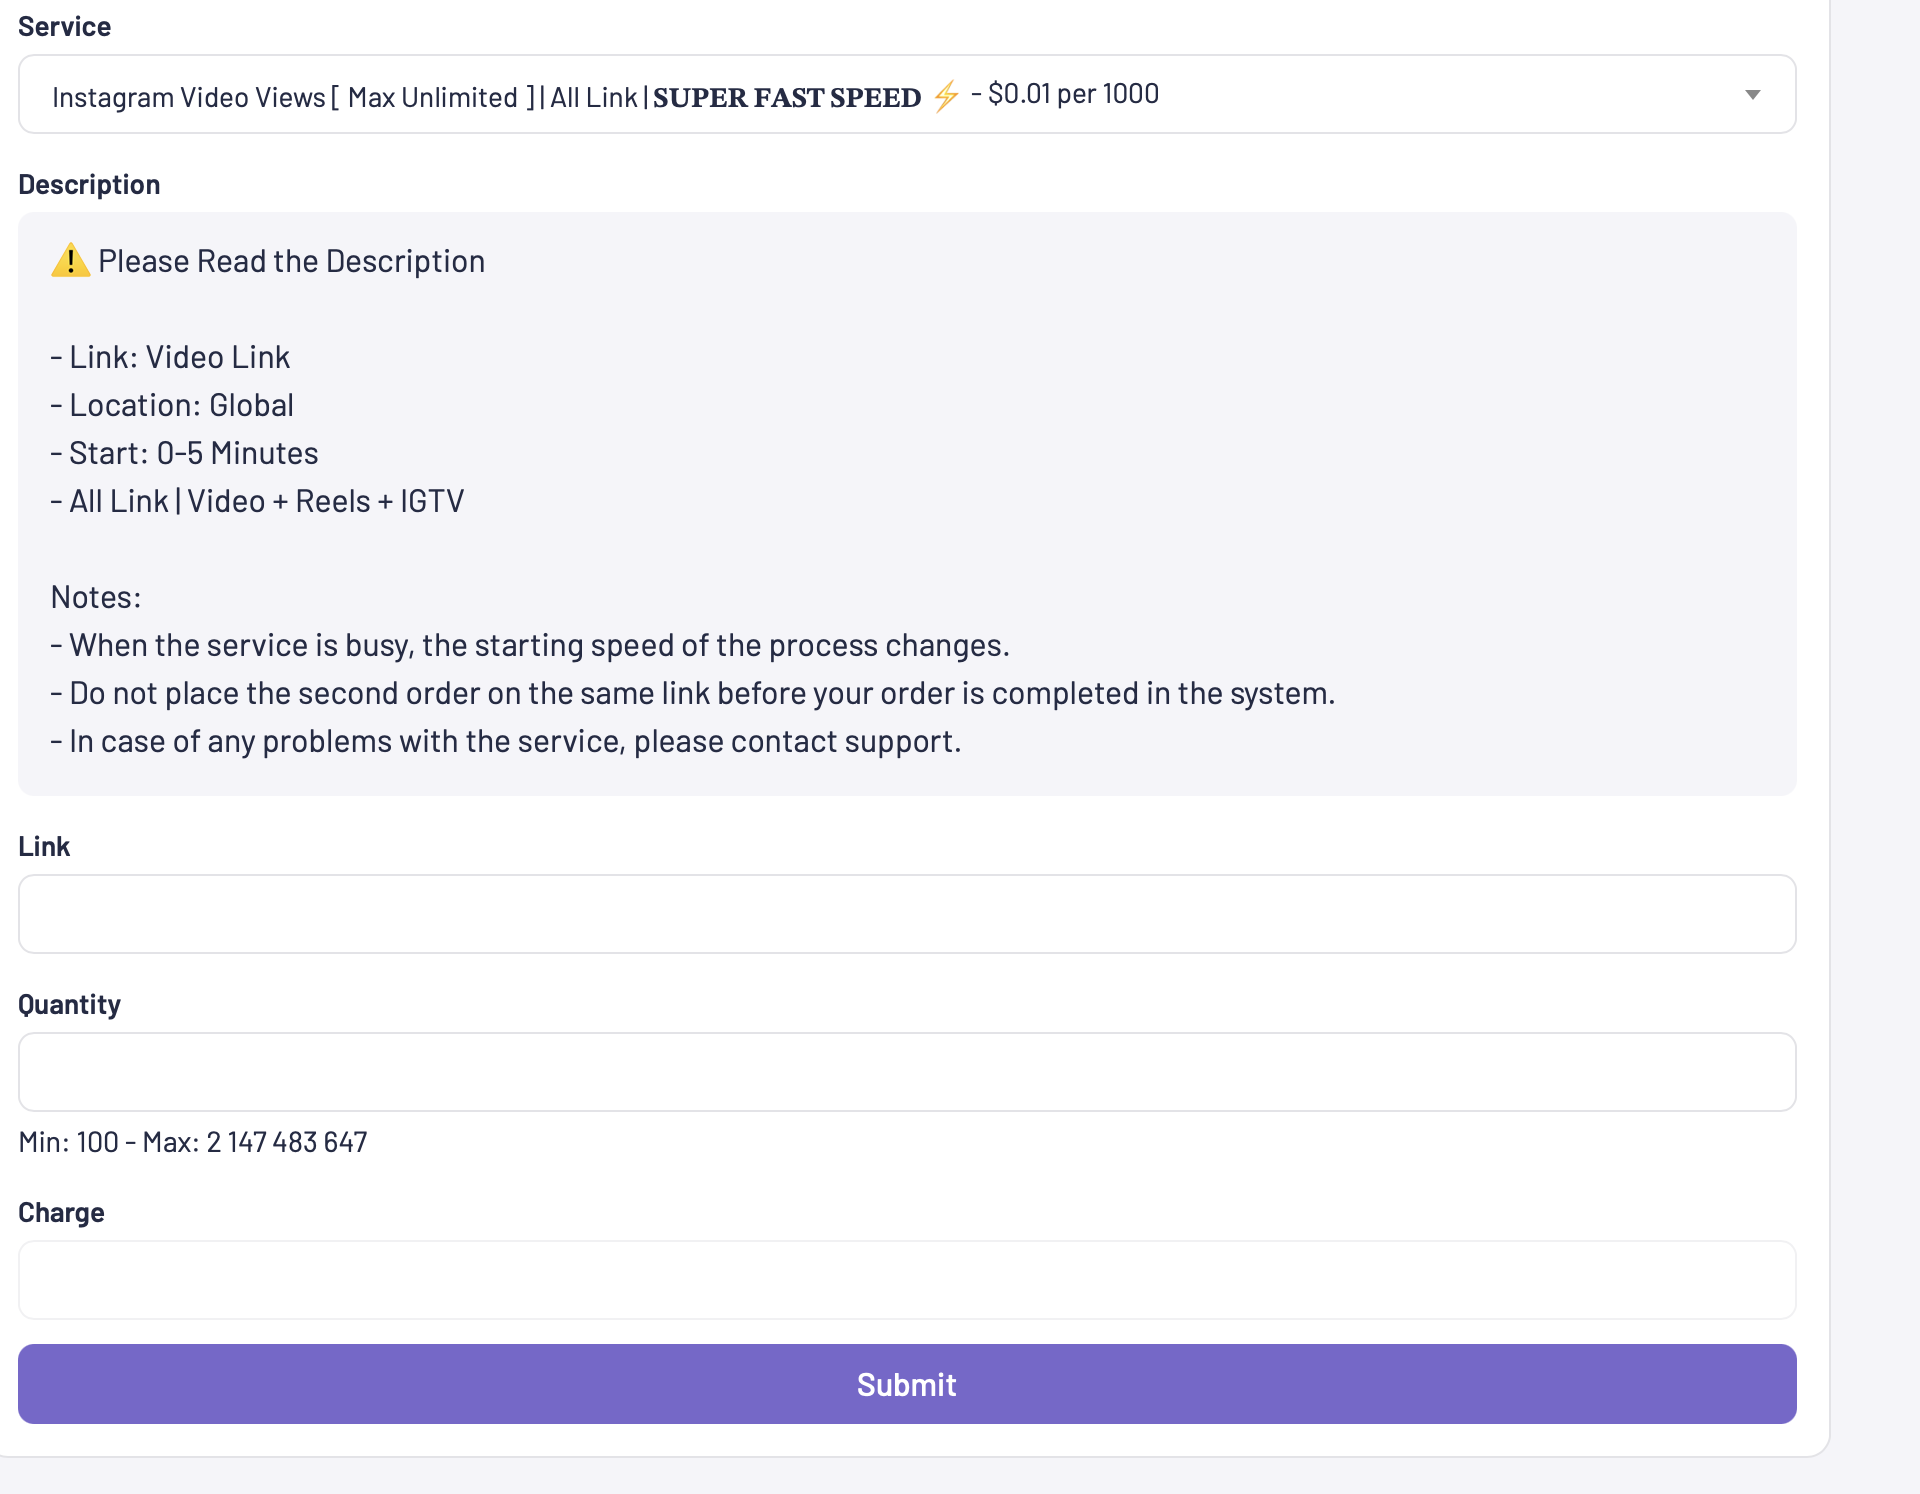 Service
Instagram Video Views [ Max Unlimited ] | All Link | 𝐒𝐔𝐏𝐄𝐑 𝐅𝐀𝐒𝐓 𝐒𝐏𝐄𝐄𝐃 ⚡ - $0.01 per 1000
Description
⚠️ Please Read the Description
- Link: Video Link
- Location: Global
- Start: 0-5 Minutes
- All Link | Video + Reels + IGTV
Notes:
- When the service is busy, the starting speed of the process changes.
- Do not place the second order on the same link before your order is completed in the system.
- In case of any problems with the service, please contact support.
Link
Quantity
Min: 100 - Max: 2 147 483 647
Charge
Submit